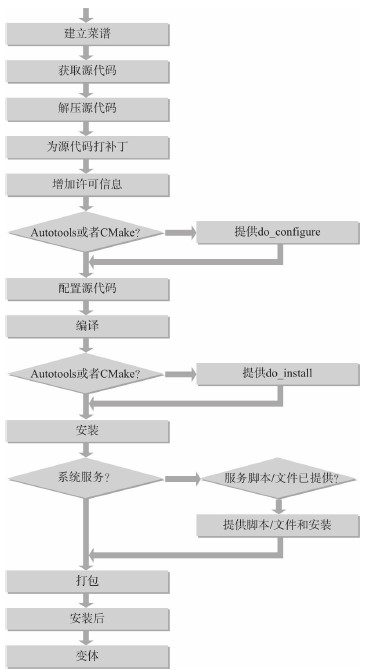 建立菜谱
获取源代码
解压源代码
为源代码打补丁
增加许可信息
Autotools或者CMake?
提供do_configure
配置源代码
编译
Autotools或者CMake?
提供do_install
安装
系统服务?
服务脚本/文件已提供?
提供脚本/文件和安装
打包
安装后
变体